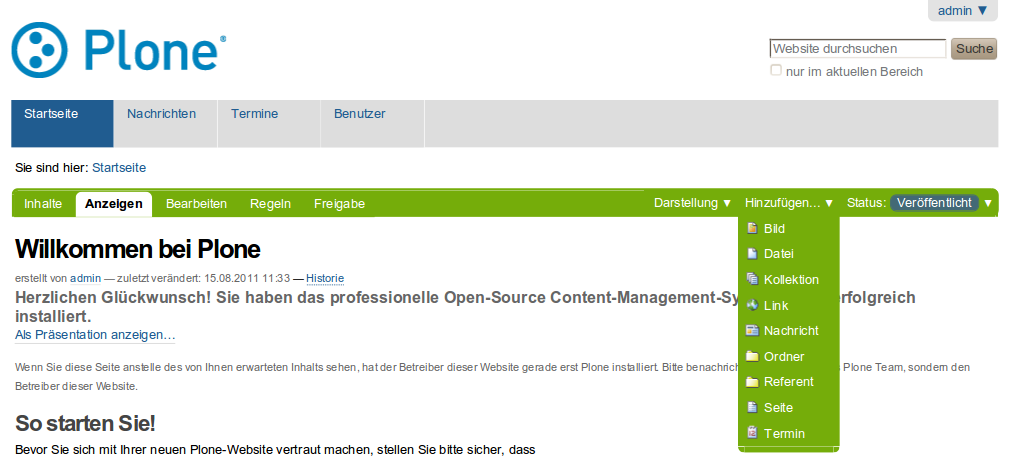 admin ▼
Plone®
Website durchsuchen Suche
nur im aktuellen Bereich
Startseite Nachrichten Termine Benutzer
Sie sind hier: Startseite
Inhalte Anzeigen Bearbeiten Regeln Freigabe Darstellung ▼ Hinzufügen... ▼ Status: Veröffentlicht ▼
Bild
Datei
Kollektion
Link
Nachricht
Ordner
Referent
Seite
Termin
Willkommen bei Plone
erstellt von admin — zuletzt verändert: 15.08.2011 11:33 — Historie
Herzlichen Glückwunsch! Sie haben das professionelle Open-Source Content-Management-Sy erfolgreich
installiert.
Als Präsentation anzeigen…
Wenn Sie diese Seite anstelle des von Ihnen erwarteten Inhalts sehen, hat der Betreiber dieser Website gerade erst Plone installiert. Bitte benachric Plone Team, sondern den
Betreiber dieser Website.
So starten Sie!
Bevor Sie sich mit Ihrer neuen Plone-Website vertraut machen, stellen Sie bitte sicher, dass